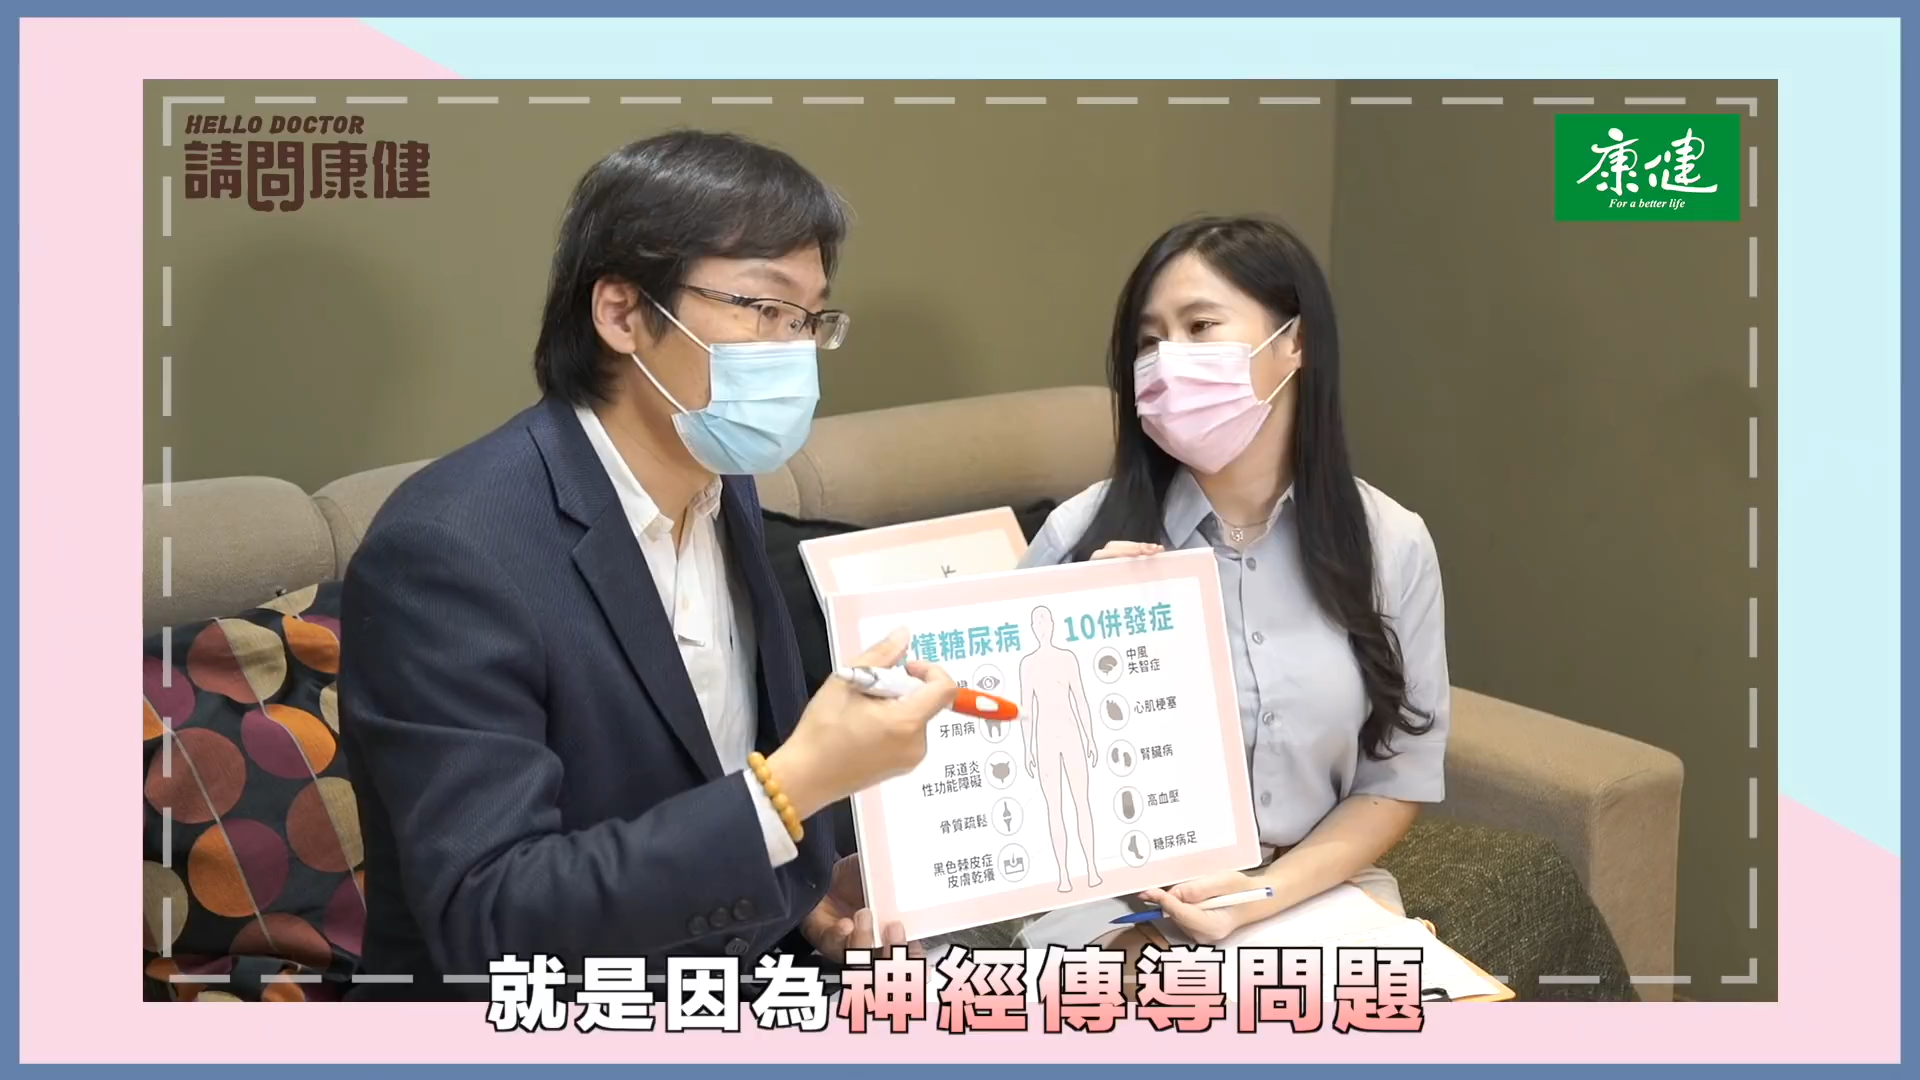 HELLO DOCTOR
請問康健
康健
For a better life
懂糖尿病
10併發症
牙周病
尿道炎
性功能障礙
骨質疏鬆
黑色棘皮症
皮膚乾癢
中風
失智症
心肌梗塞
腎臟病
高血壓
糖尿病足
就是因為神經傳導問題